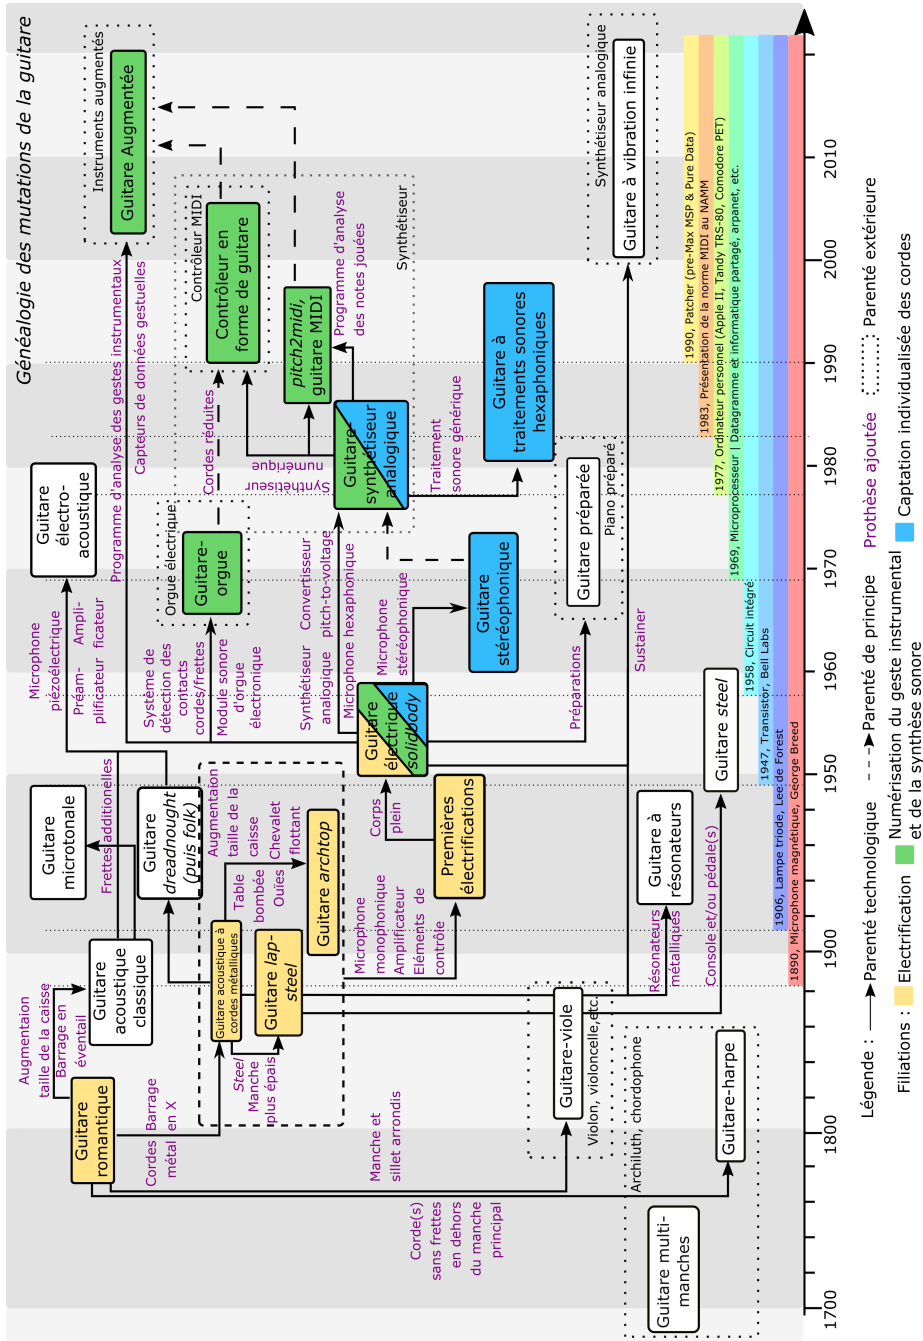 Généalogie des mutations de la guitare
Instruments augmentés
Guitare Augmentée
Programme d'analyse des gestes instrumentaux
Capteurs de données gestuelles
Guitare
électro-
acoustique
Microphone
piézoélectrique
Préam-
plificateur
Ampli-
ficateur
Guitare
microtonale
Frettes additionelles
Guitare
dreadnought
(puis folk)
Guitare
acoustique
classique
Augmentaion
taille de la caisse
Barrage en
éventail
Guitare
romantique
Cordes
métal
Barrage
en X
Contrôleur MIDI
Contrôleur en
forme de guitare
Cordes réduites
Orgue électrique
Guitare-
orgue
Système de
détection des
contacts
cordes/frettes
Module sonore
d'orgue
électronique
Synthétiseur
pitch2midi,
guitare MIDI
Programme d'analyse
des notes jouées
Synthétiseur
numérique
Guitare-
synthétiseur
analogique
Synthétiseur
analogique
Convertisseur
pitch-to-voltage
Microphone hexaphonique
Microphone
stéréophonique
Traitement
sonore générique
Guitare à
traitements sonores
hexaphoniques
Guitare
stéréophonique
Guitare
électrique
solidbody
Corps
plein
Premières
électrifications
Microphone
monophonique
Amplificateur
Eléments de
contrôle
Augmentaion
taille de la
caisse
Chevalet
flottant
Table
bombée
Ouïes
Guitare archtop
Guitare acoustique à
cordes métalliques
Guitare lap-
steel
Steel
Manche
plus épais
Manche et
sillet arrondis
Corde(s)
sans frettes
en dehors
du manche
principal
Préparations
Guitare préparée
Piano préparé
Synthétiseur analogique
Guitare à vibration infinie
Sustainer
Guitare steel
Guitare à
résonateurs
Résonateurs
métalliques
Console et/ou pédale(s)
Guitare-viole
Violon, violoncelle,etc.
Archiluth, chordophone
Guitare-harpe
Guitare multi-
manches
1990, Patcher (pre-Max MSP & Pure Data)
1983, Présentation de la norme MIDI au NAMM
1977, Ordinateur personnel (Apple II, Tandy TRS-80, Comodore PET)
1969, Microprocesseur | Datagramme et informatique partagé, arpanet, etc.
1958, Circuit intégré
1947, Transistor, Bell Labs
1906, Lampe triode, Lee de Forest
1890, Microphone magnétique, George Breed
1700
1800
1900
1950
1960
1970
1980
1990
2000
2010
Légende :
Parenté technologique
Parenté de principe
Prothèse ajoutée
Parenté extérieure
Filiations :
Electrification
Numérisation du geste instrumental
et de la synthèse sonore
Captation individualisée des cordes